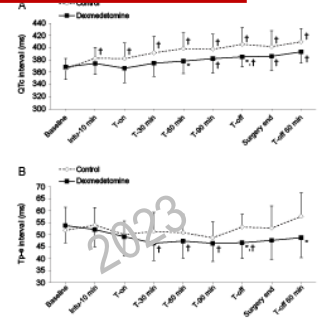 A
Control
Dexmedetomine
440
420
400
380
360
340
320
300
QTc interval (ms)
Baseline
Intu-10 min
T-on
T-30 min
T-60 min
T-90 min
T-off
Surgery end
T-off 60 min
B
Control
Dexmedetomine
70
65
60
55
50
45
40
35
30
Tp-e interval (ms)
Baseline
Intu-10 min
T-on
T-30 min
T-60 min
T-90 min
T-off
Surgery end
T-off 60 min
2023